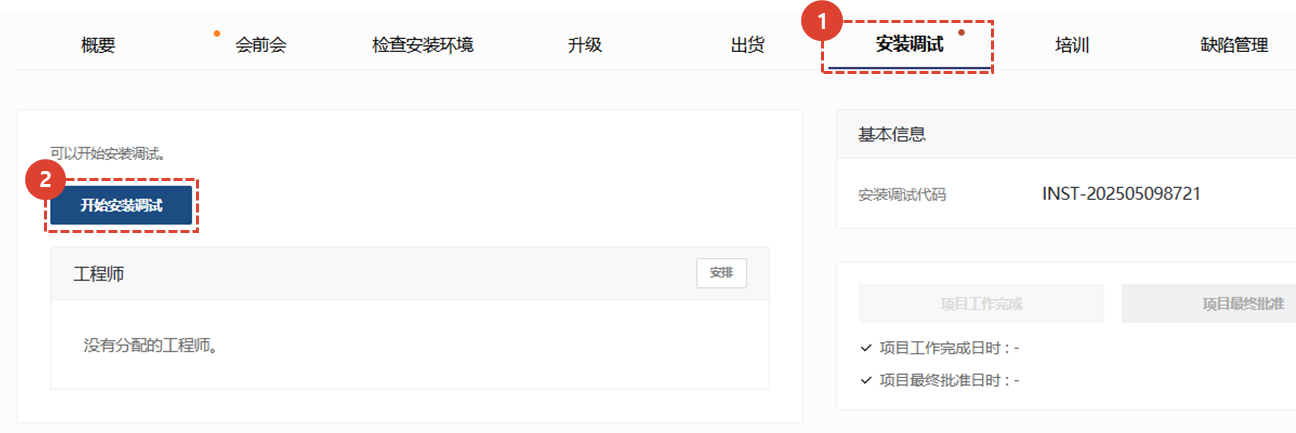 概要 会前会 检查安装环境 升级 出货 安装调试 培训 缺陷管理
1
可以开始安装调试。
2
开始安装调试
工程师 安排
没有分配的工程师。
基本信息
安装调试代码 INST-202505098721
项目工作完成 项目最终批准
项目工作完成日时 : -
项目最终批准日时 : -